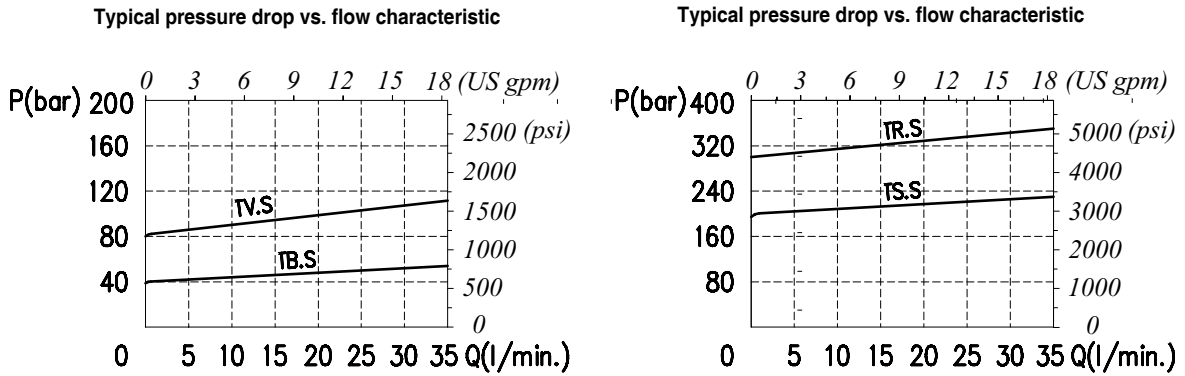 Typical pressure drop vs. flow characteristic
0 3 6 9 12 15 18 (US gpm)
P(bar) 200
160
120
80
40
0 5 10 15 20 25 30 35 Q(l/min.)
2500 (psi)
2000
1500
1000
500
0
TV.S
TB.S
Typical pressure drop vs. flow characteristic
0 3 6 9 12 15 18 (US gpm)
P(bar) 400
320
240
160
80
0 5 10 15 20 25 30 35 Q(l/min.)
5000 (psi)
4000
3000
2000
1000
0
TR.S
TS.S